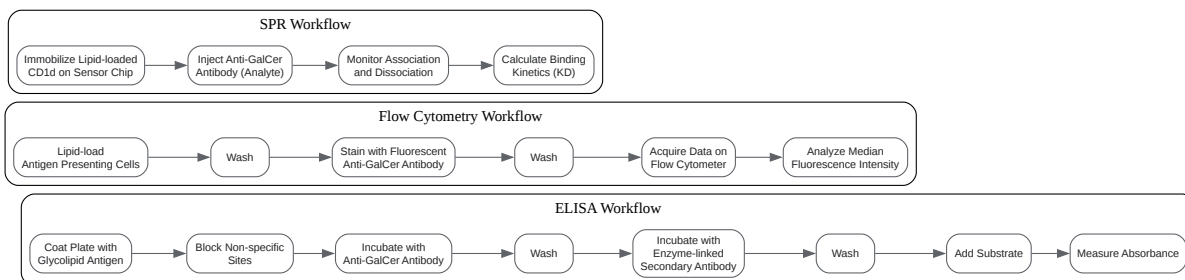 SPR Workflow
Immobilize Lipid-loaded
CD1d on Sensor Chip
Inject Anti-GalCer
Antibody (Analyte)
Monitor Association
and Dissociation
Calculate Binding
Kinetics (KD)
Flow Cytometry Workflow
Lipid-load
Antigen Presenting Cells
Wash
Stain with Fluorescent
Anti-GalCer Antibody
Wash
Acquire Data on
Flow Cytometer
Analyze Median
Fluorescence Intensity
ELISA Workflow
Coat Plate with
Glycolipid Antigen
Block Non-specific
Sites
Incubate with
Anti-GalCer Antibody
Wash
Incubate with
Enzyme-linked
Secondary Antibody
Wash
Add Substrate
Measure Absorbance